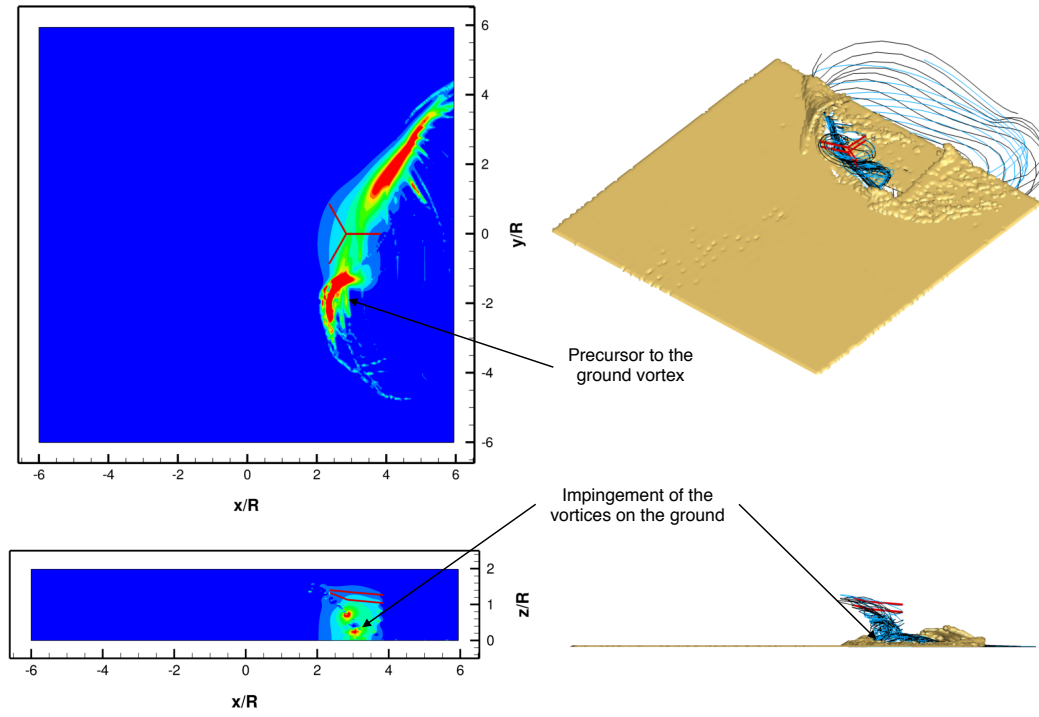 6
4
2
0
-2
-4
-6
y/R
-6 -4 -2 0 2 4 6
x/R
Precursor to the
ground vortex
Impingement of the
vortices on the ground
2
1
0
z/R
-6 -4 -2 0 2 4 6
x/R